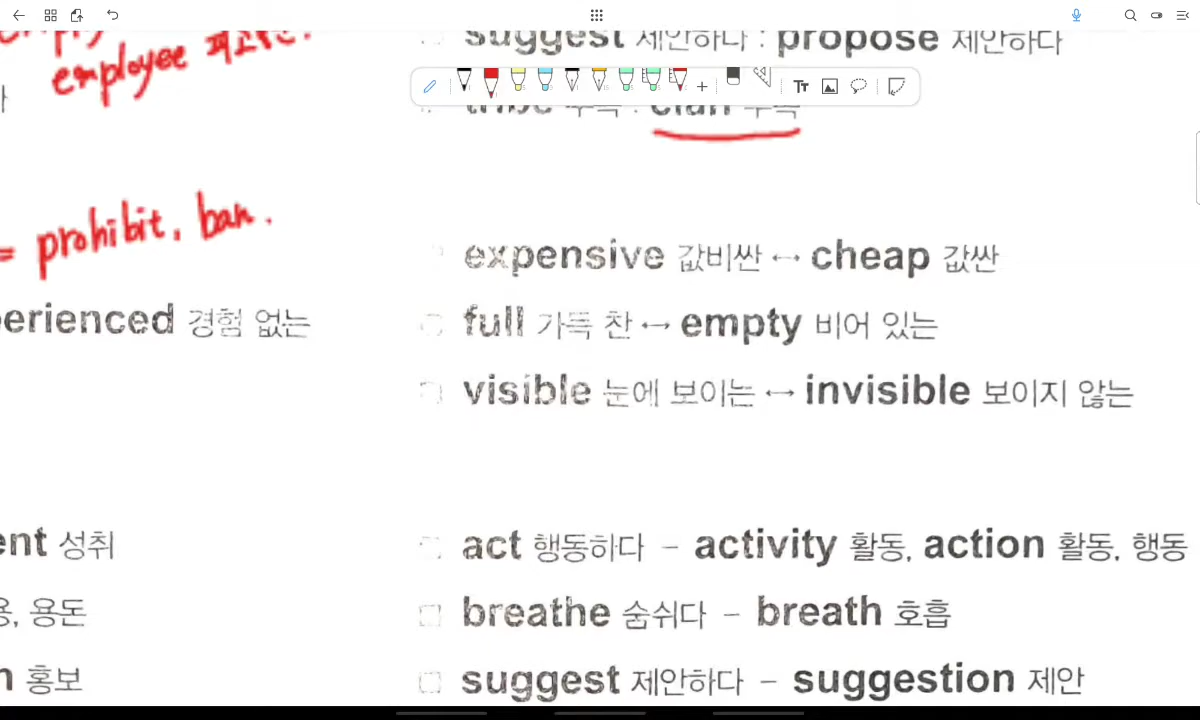 employee
= prohibit, ban.
erienced 경험 없는
ent 성취
, 용돈
n 홍보
suggest 제안하다 : propose 제안하다
tribe 부족 : clan 부족
expensive 값비싼 ↔ cheap 값싼
full 가득 찬 ↔ empty 비어 있는
visible 눈에 보이는 ↔ invisible 보이지 않는
act 행동하다 – activity 활동, action 활동, 행동
breathe 숨쉬다 – breath 호흡
suggest 제안하다 – suggestion 제안